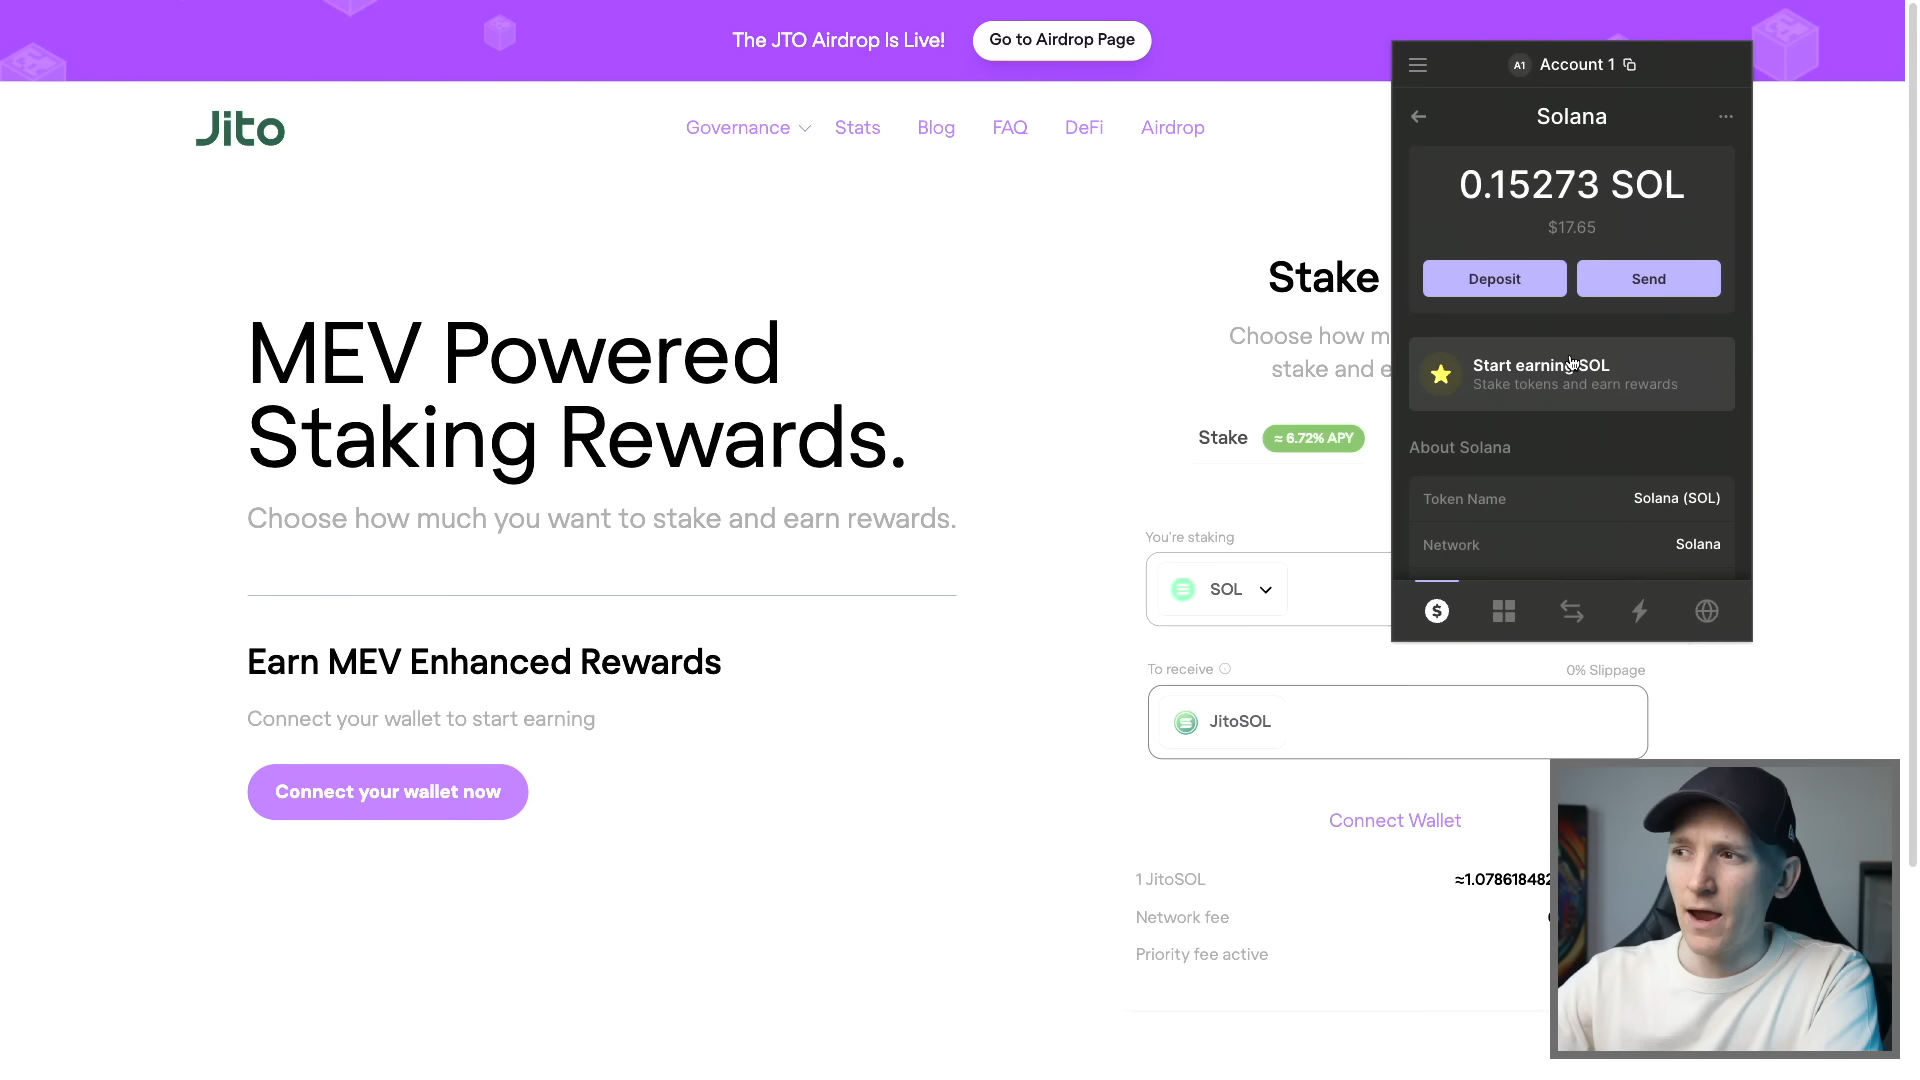 The JTO Airdrop Is Live!
Go to Airdrop Page
Jito
Governance
Stats
Blog
FAQ
DeFi
Airdrop
MEV Powered
Staking Rewards.
Choose how much you want to stake and earn rewards.
Earn MEV Enhanced Rewards
Connect your wallet to start earning
Connect your wallet now
Stake
Choose how m
stake and e
Stake
≈ 6.72% APY
You're staking
SOL
To receive
0% Slippage
JitoSOL
Connect Wallet
1 JitoSOL
≈1.078618482
Network fee
Priority fee active
A1
Account 1
Solana
0.15273 SOL
$17.65
Deposit
Send
Start earning SOL
Stake tokens and earn rewards
About Solana
Token Name
Solana (SOL)
Network
Solana